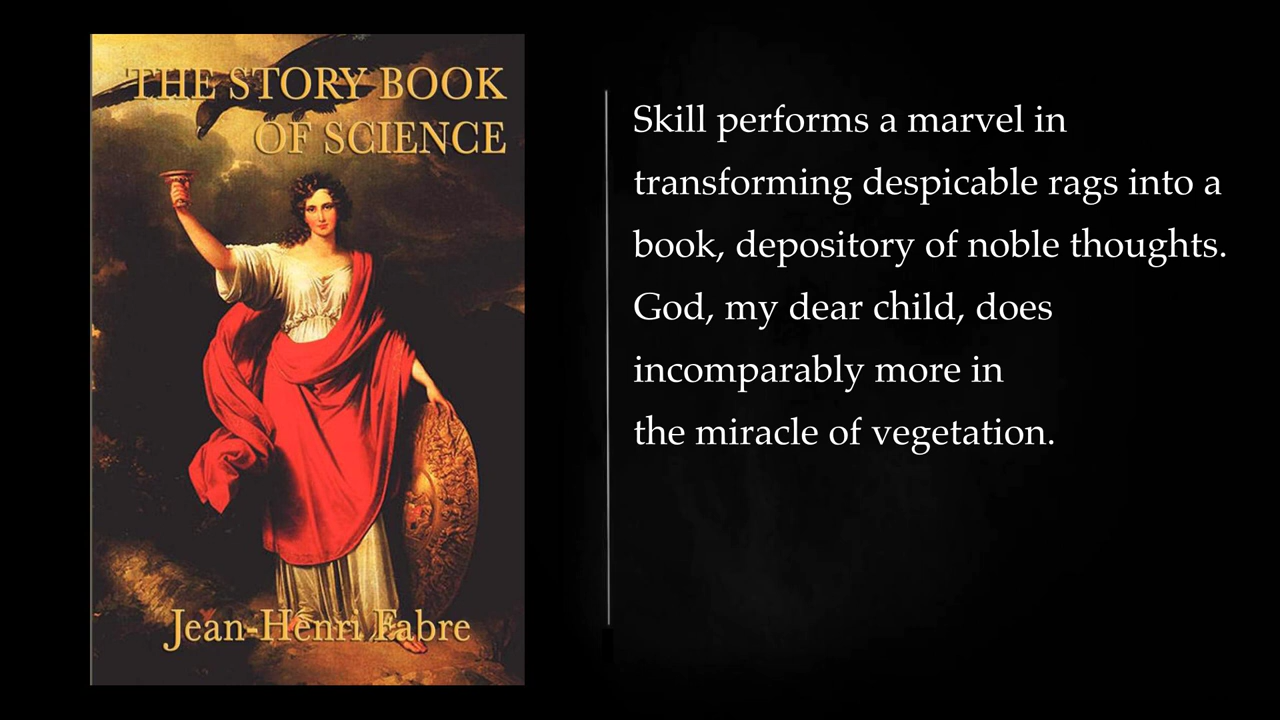 THE STORY BOOK
OF SCIENCE
Jean-Henri Fabre
Skill performs a marvel in
transforming despicable rags into a
book, depository of noble thoughts.
God, my dear child, does
incomparably more in
the miracle of vegetation.